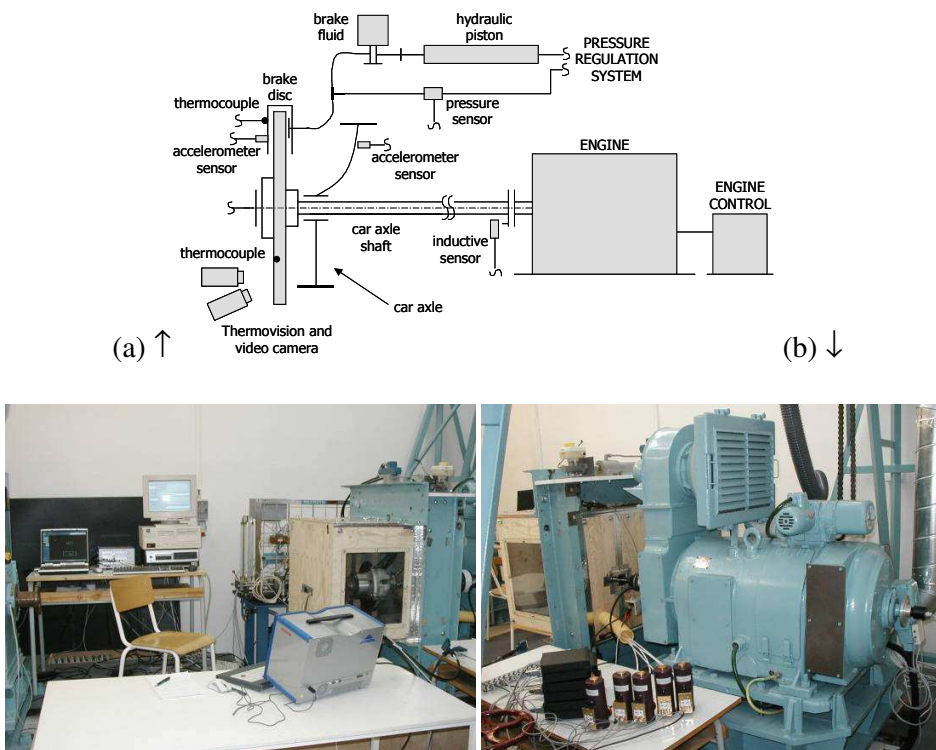 brake
fluid
hydraulic
piston
PRESSURE
REGULATION
SYSTEM
brake
disc
thermocouple
pressure
sensor
accelerometer
sensor
accelerometer
sensor
ENGINE
ENGINE
CONTROL
car axle
shaft
inductive
sensor
thermocouple
car axle
Thermovision and
video camera
(a) ↑
(b) ↓